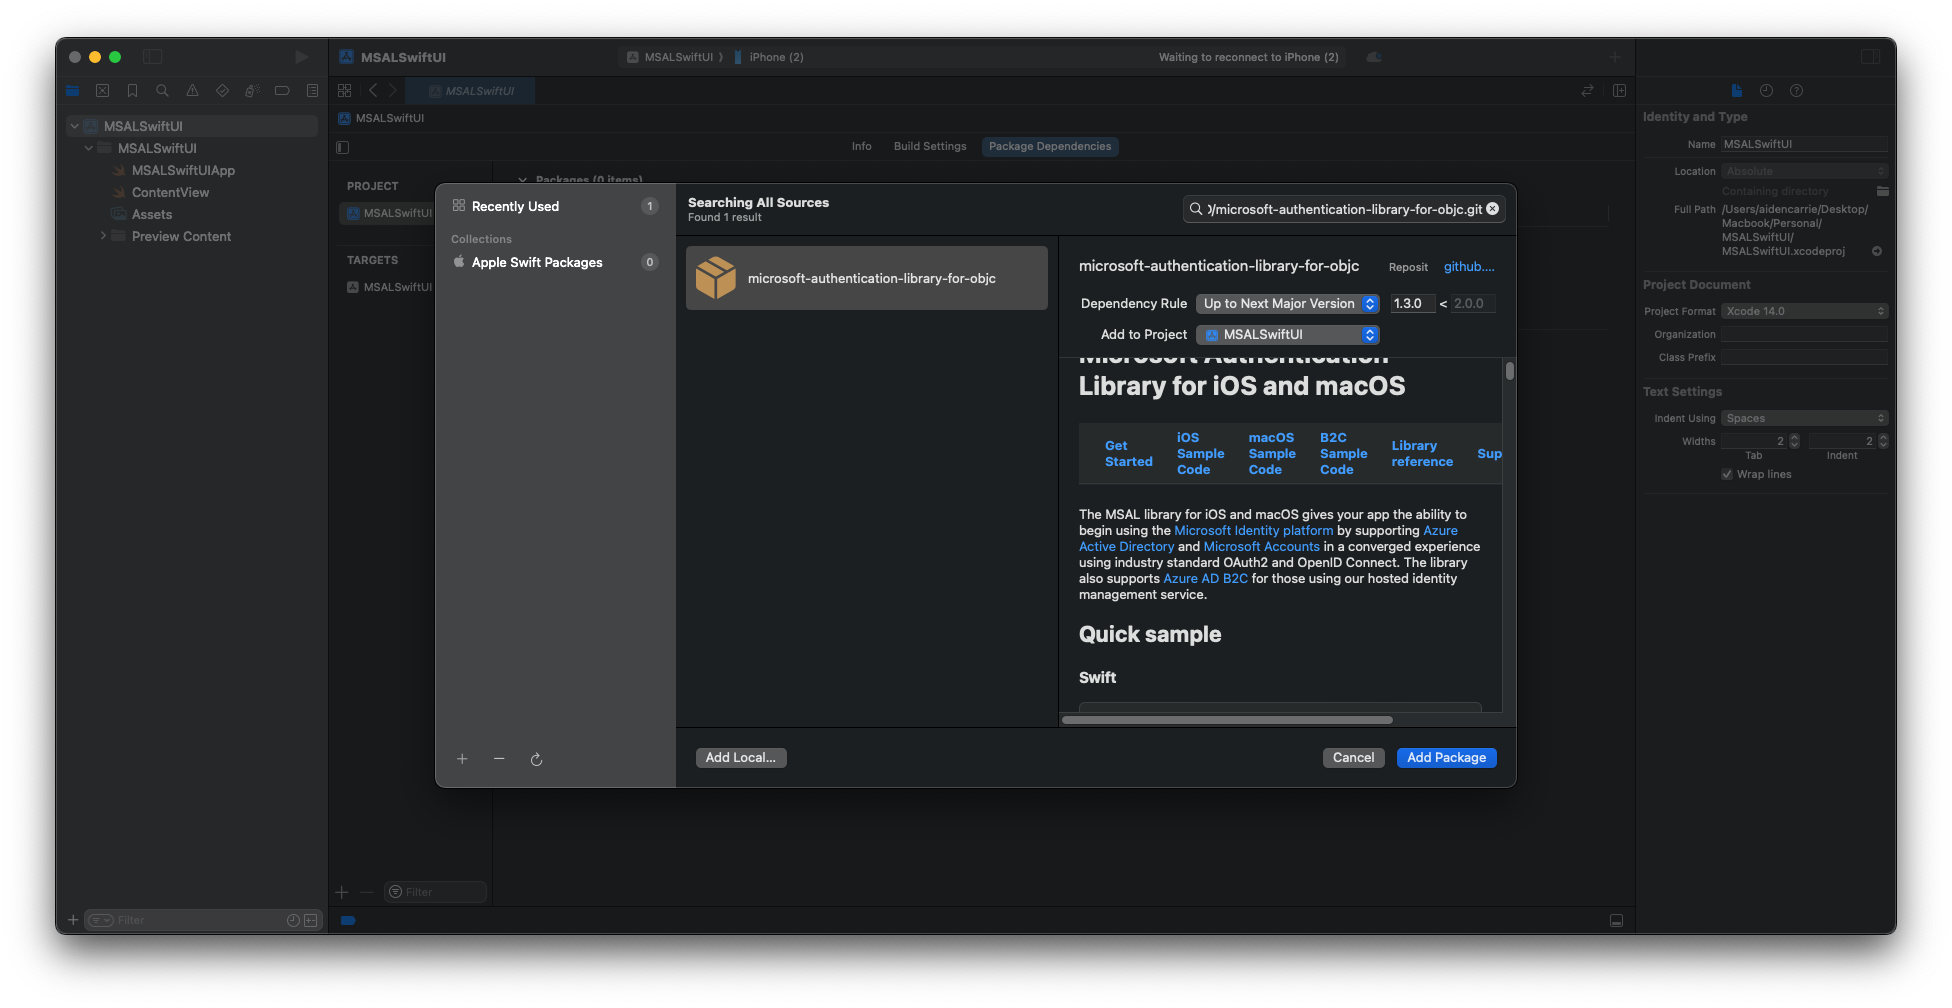 MSALSwiftUI
MSALSwiftUI
iPhone (2)
Waiting to reconnect to iPhone (2)
MSALSwiftUI
MSALSwiftUI
MSALSwiftUI
MSALSwiftUI
MSALSwiftUIApp
ContentView
Assets
Preview Content
Info
Build Settings
Package Dependencies
PROJECT
MSALSwiftUI
TARGETS
MSALSwiftUI
Packages (0 items)
Filter
Filter
Recently Used
1
Collections
Apple Swift Packages
0
Searching All Sources
Found 1 result
/microsoft-authentication-library-for-objc.git
microsoft-authentication-library-for-objc
microsoft-authentication-library-for-objc
Reposit
github....
Dependency Rule
Up to Next Major Version
1.3.0 < 2.0.0
Add to Project
MSALSwiftUI
Microsoft Authentication
Library for iOS and macOS
Get
Started
iOS
Sample
Code
macOS
Sample
Code
B2C
Sample
Code
Library
reference
Sup
The MSAL library for iOS and macOS gives your app the ability to
begin using the Microsoft Identity platform by supporting Azure
Active Directory and Microsoft Accounts in a converged experience
using industry standard OAuth2 and OpenID Connect. The library
also supports Azure AD B2C for those using our hosted identity
management service.
Quick sample
Swift
Add Local...
Cancel
Add Package
Identity and Type
Name MSALSwiftUI
Location Absolute
Containing directory
Full Path /Users/aidencarrie/Desktop/
Macbook/Personal/
MSALSwiftUI/
MSALSwiftUI.xcodeproj
Project Document
Project Format Xcode 14.0
Organization
Class Prefix
Text Settings
Indent Using Spaces
Widths 2 2
Tab Indent
Wrap lines